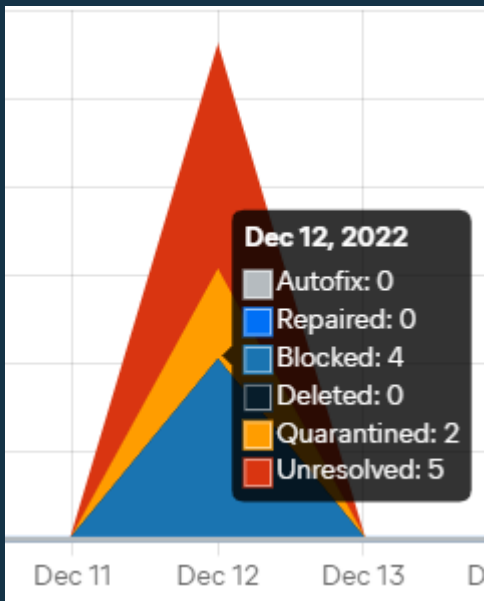 Dec 12, 2022
Autofix: 0
Repaired: 0
Blocked: 4
Deleted: 0
Quarantined: 2
Unresolved: 5
Dec 11
Dec 12
Dec 13
D